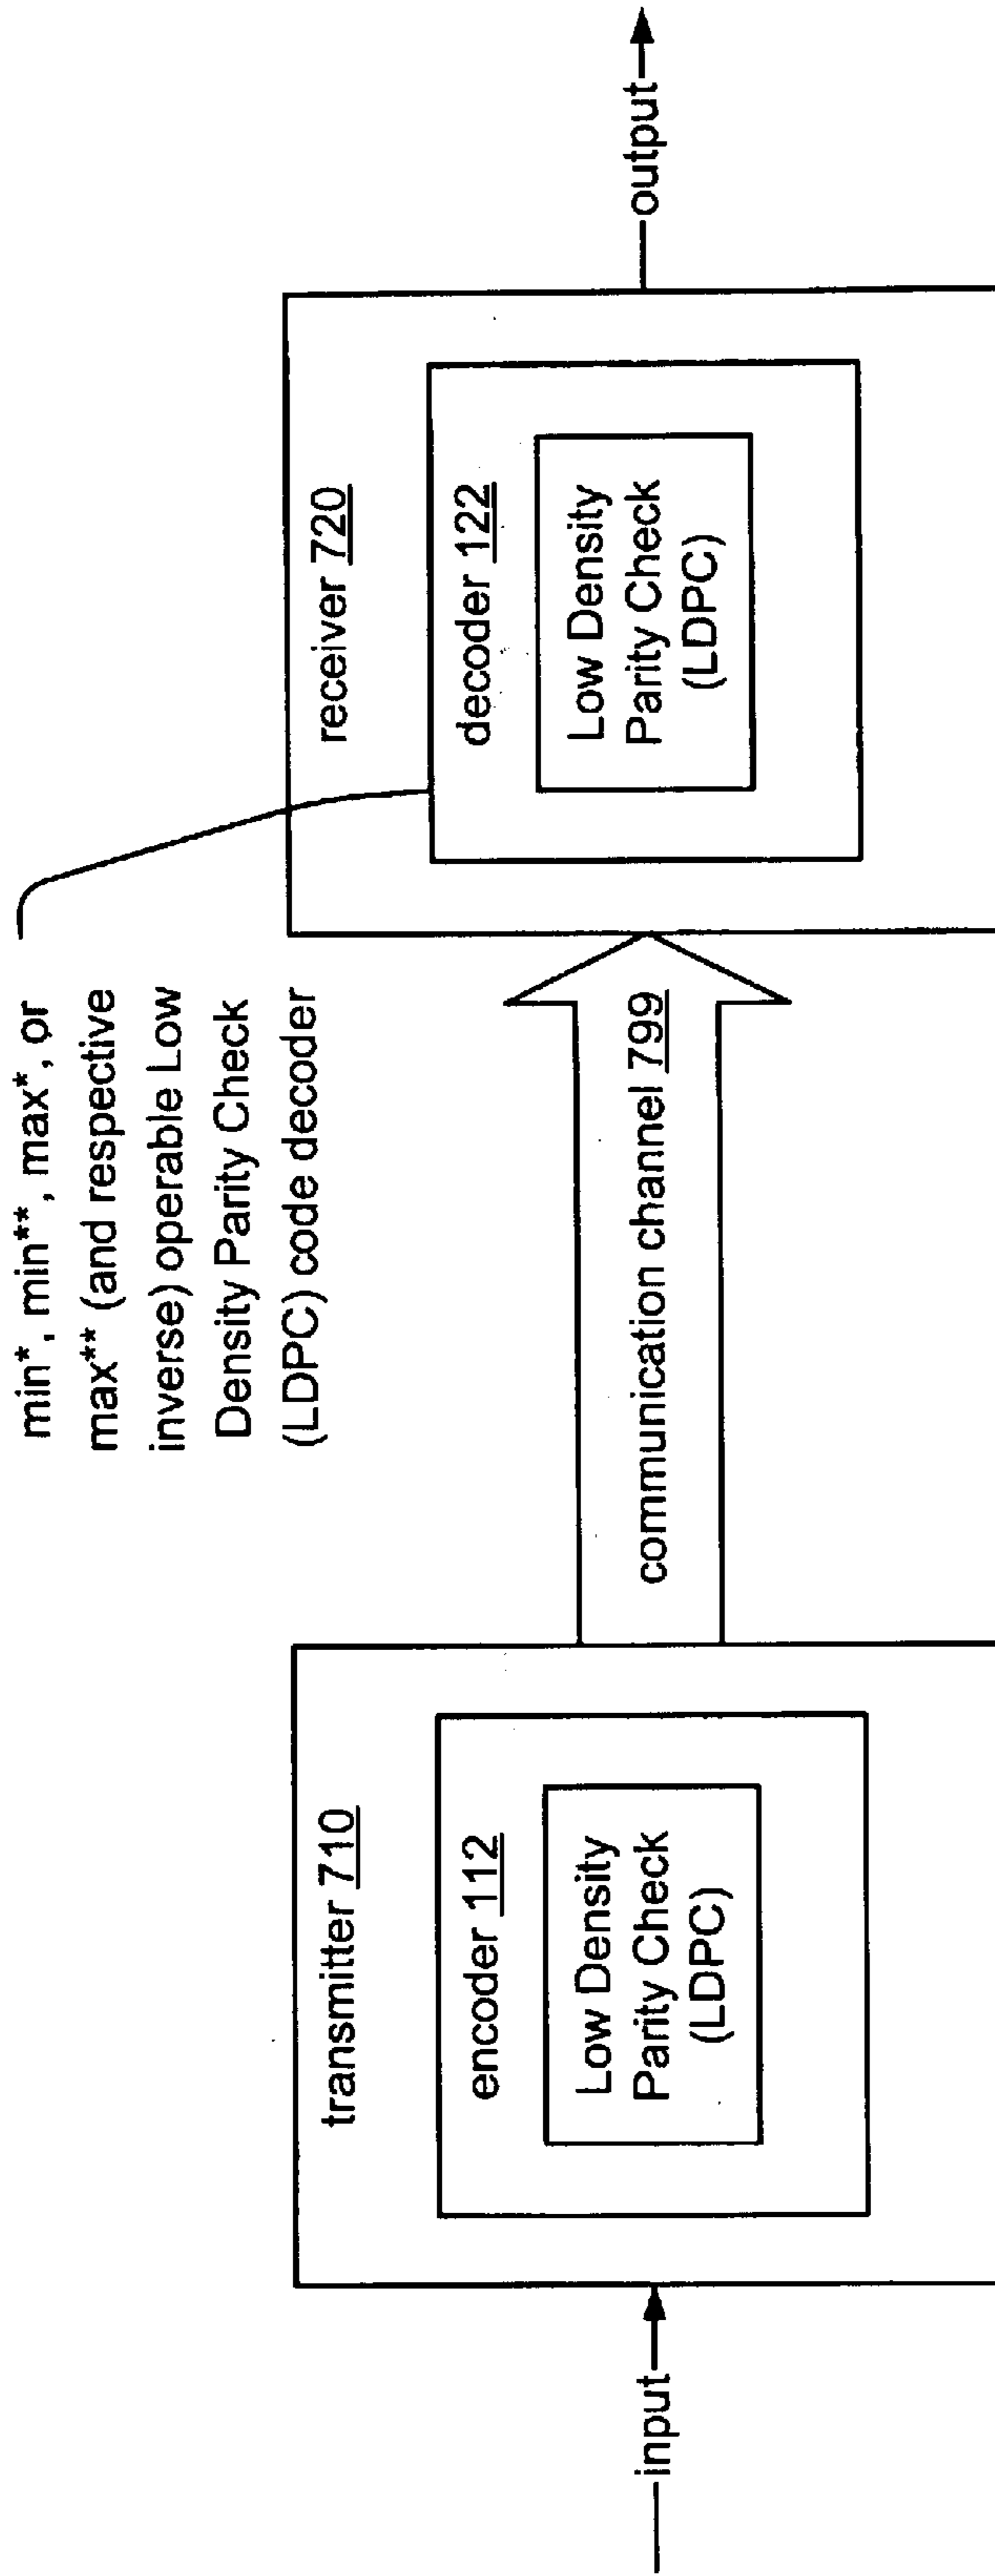 min*, min**, max*, or
max** (and respective
inverse) operable Low
Density Parity Check
(LDPC) code decoder
input
transmitter 710
encoder 112
Low Density
Parity Check
(LDPC)
communication channel 799
receiver 720
decoder 122
Low Density
Parity Check
(LDPC)
output